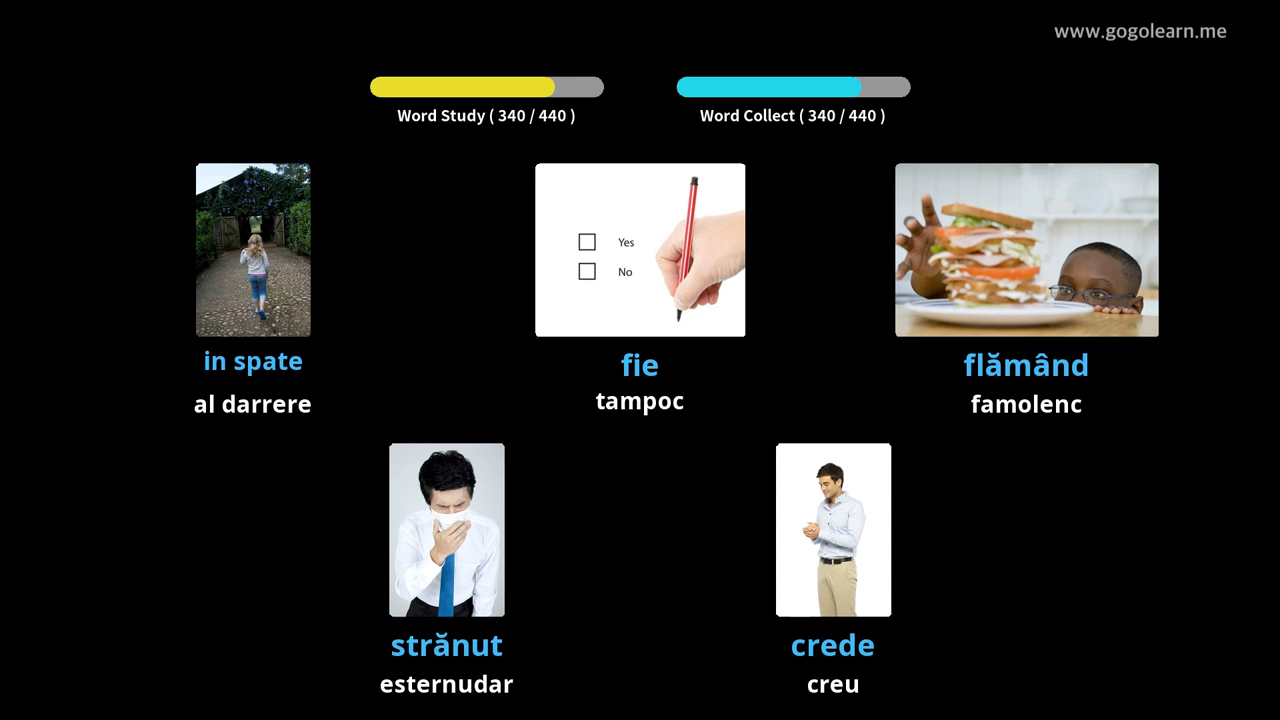 www.gogolearn.me
Word Study ( 340 / 440 )
Word Collect ( 340 / 440 )
Yes
No
in spate
al darrere
fie
tampoc
flămând
famolenc
strănut
esternudar
crede
creu